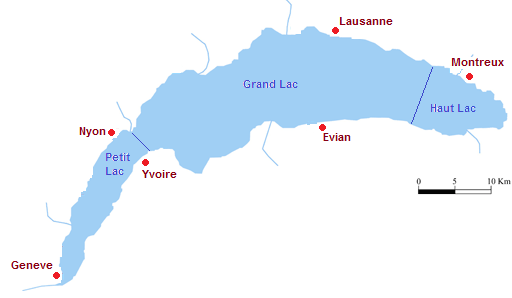 Lausanne
Montreux
Grand Lac
Haut Lac
Nyon
Evian
Petit
Lac
Yvoire
0 5 10 Km
Geneve